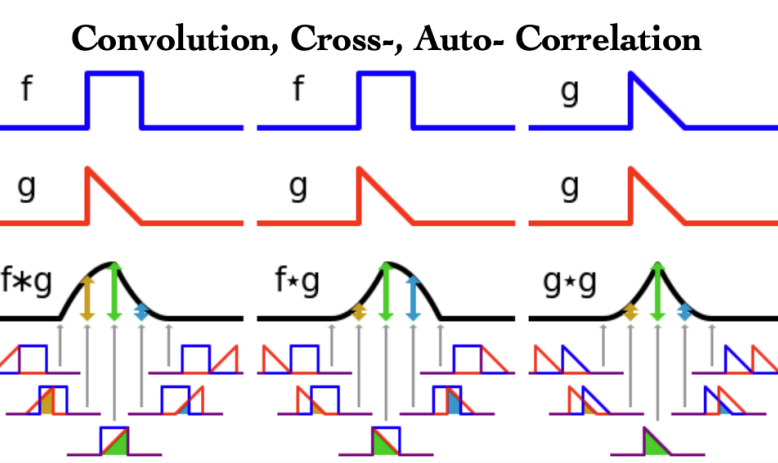 Convolution, Cross-, Auto- Correlation
f f g
g g g
f∗g f⋆g g⋆g